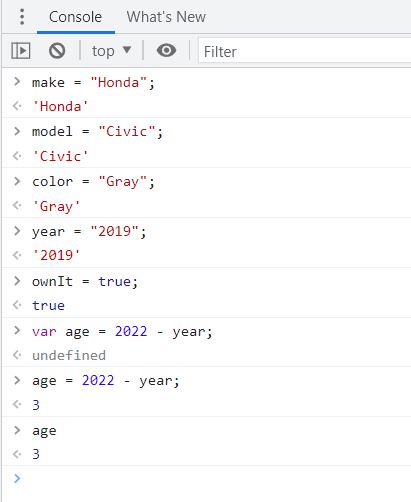 Console What's New
top Filter
make = "Honda";
'Honda'
model = "Civic";
'Civic'
color = "Gray";
'Gray'
year = "2019";
'2019'
ownIt = true;
true
var age = 2022 - year;
undefined
age = 2022 - year;
3
age
3